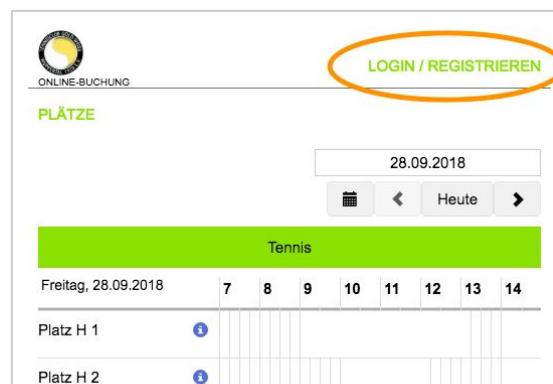 ONLINE-BUCHUNG
LOGIN / REGISTRIEREN
PLÄTZE
28.09.2018
Heute
Tennis
Freitag, 28.09.2018 7 8 9 10 11 12 13 14
Platz H 1
Platz H 2